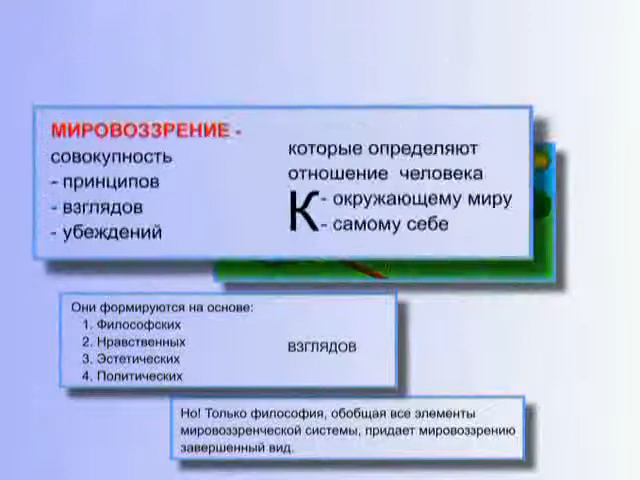 МИРОВОЗЗРЕНИЕ -
совокупность
- принципов
- взглядов
- убеждений
которые определяют
отношение человека
К - окружающему миру
- самому себе
Они формируются на основе:
1. Философских
2. Нравственных
3. Эстетических
4. Политических
ВЗГЛЯДОВ
Но! Только философия, обобщая все элементы
мировоззренческой системы, придает мировоззрению
завершенный вид.